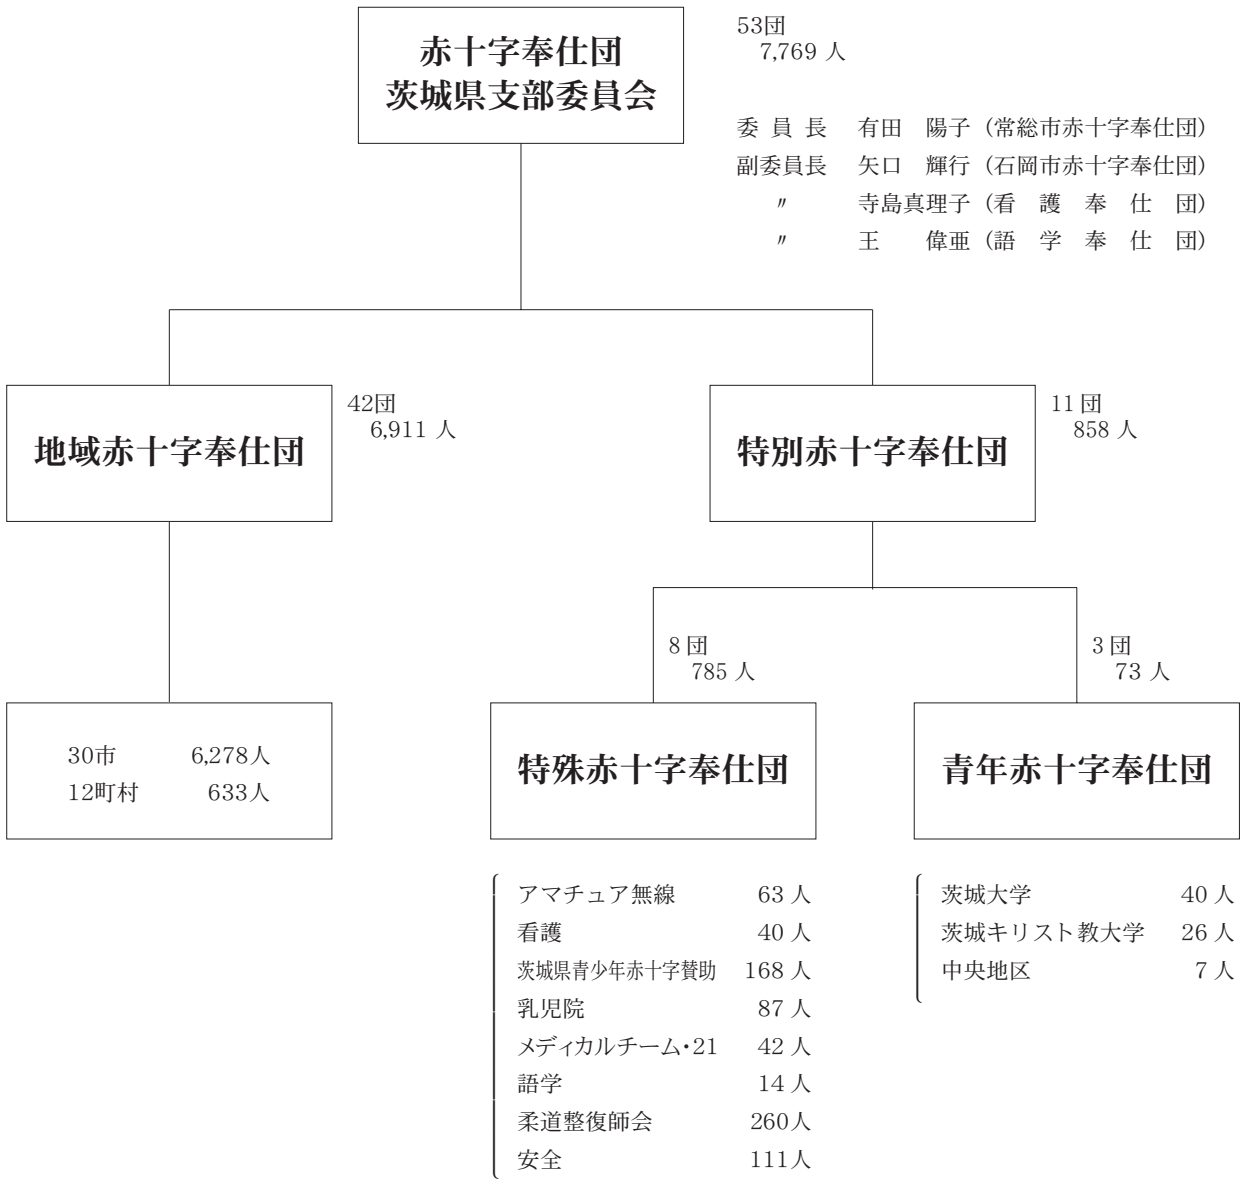 赤十字奉仕団
茨城県支部委員会
53団
7,769 人
委 員 長　有田　陽子（常総市赤十字奉仕団）
副委員長　矢口　輝行（石岡市赤十字奉仕団）
〃　寺島真理子（看　護　奉　仕　団）
〃　王　　偉亜（語　学　奉　仕　団）
地域赤十字奉仕団
42団
6,911 人
特別赤十字奉仕団
11 団
858 人
8 団
785 人
3 団
73 人
30市　6,278人
12町村　633人
特殊赤十字奉仕団
青年赤十字奉仕団
アマチュア無線　63 人
看護　40 人
茨城県青少年赤十字賛助　168 人
乳児院　87 人
メディカルチーム・21　42 人
語学　14 人
柔道整復師会　260人
安全　111人
茨城大学　40 人
茨城キリスト教大学　26 人
中央地区　7 人